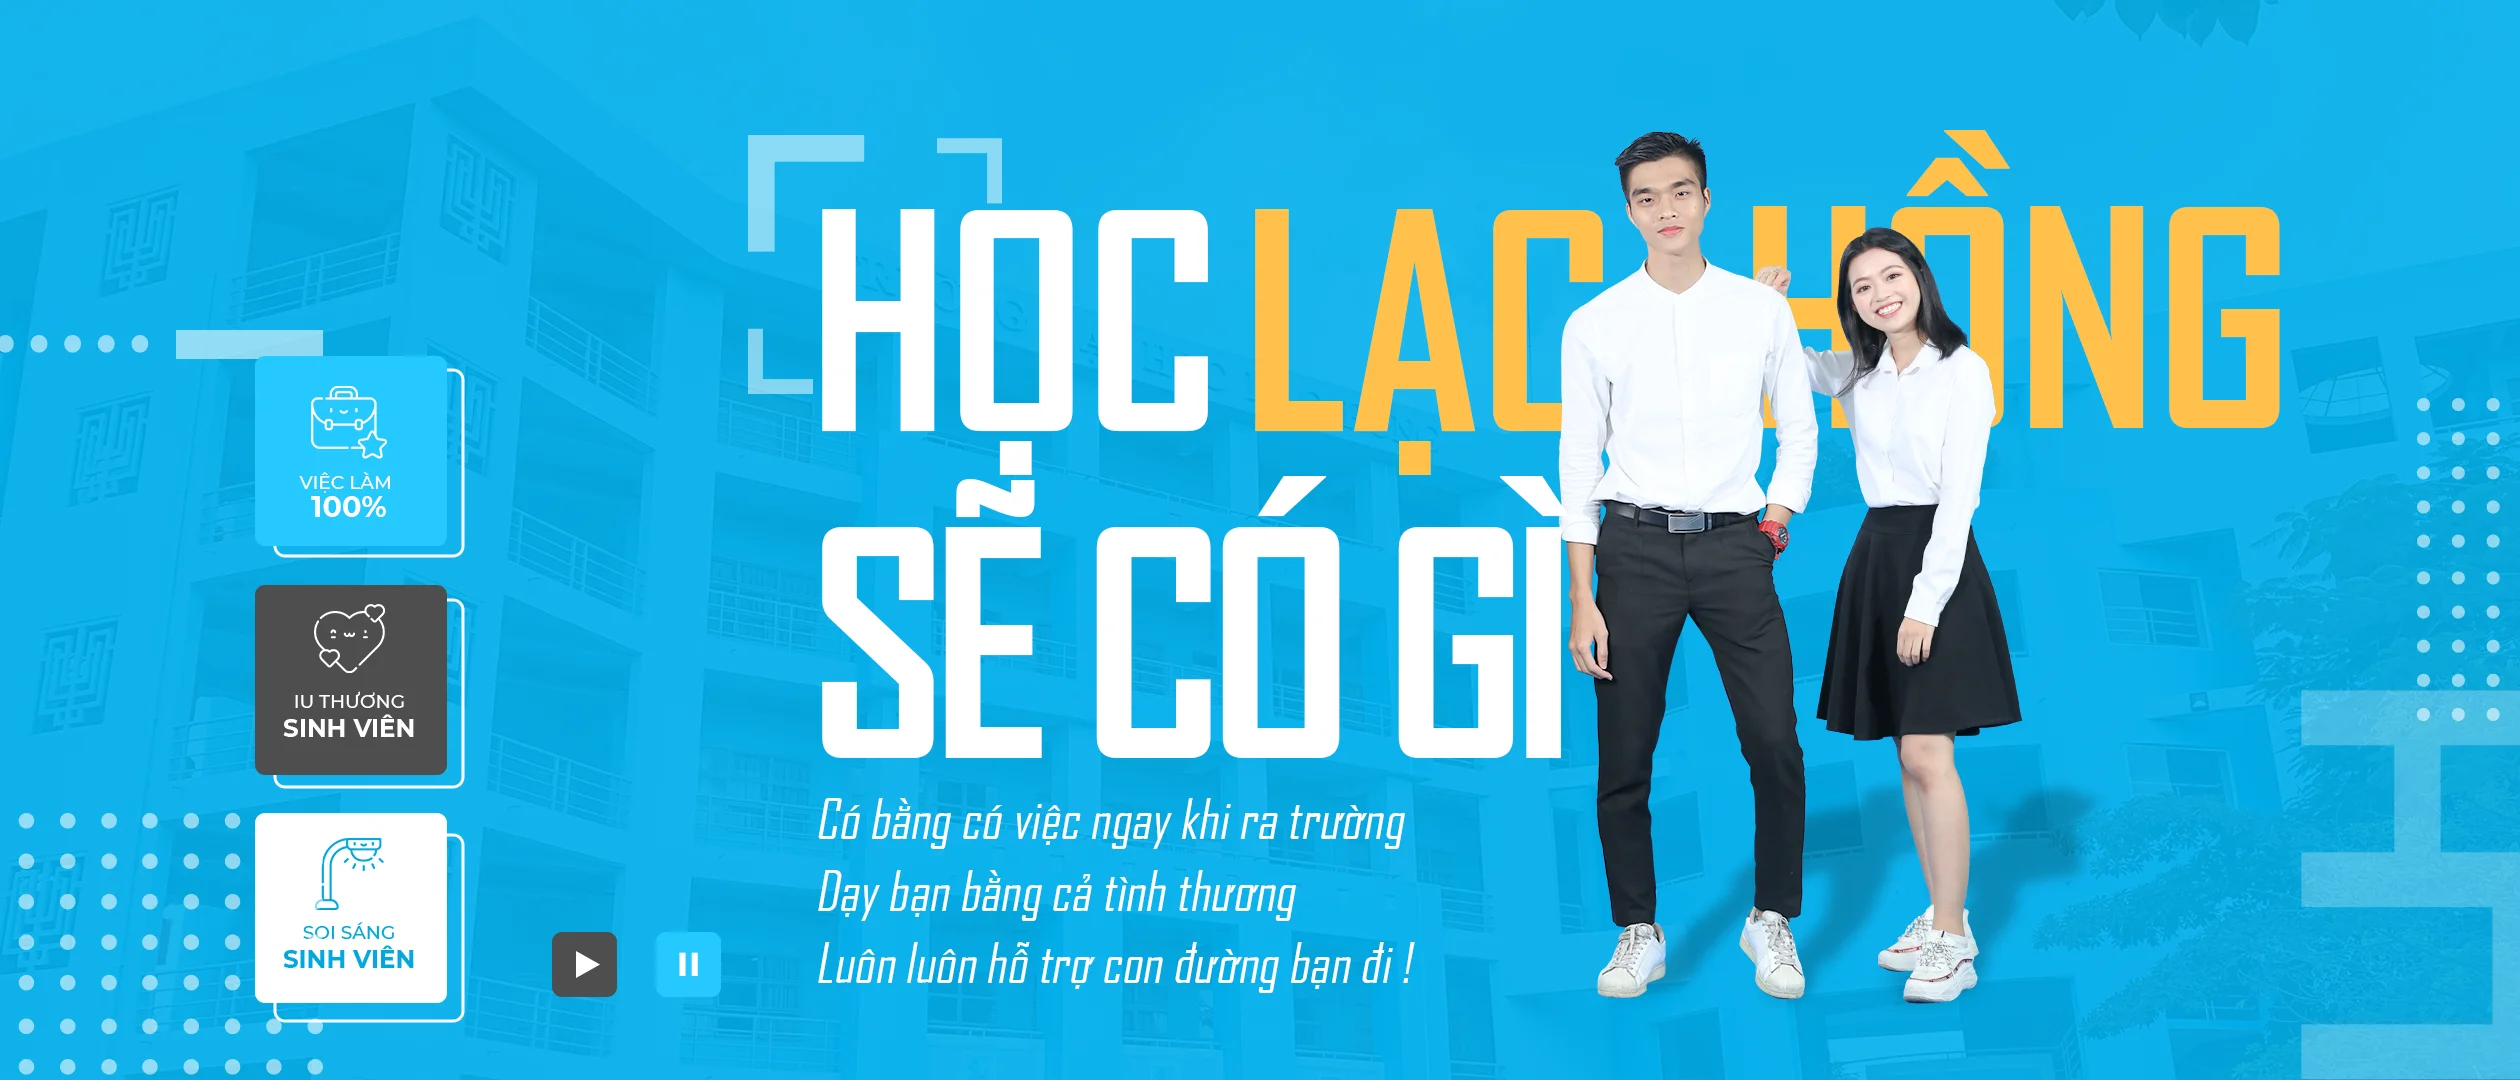 HỌC LẠC HỒNG
SẼ CÓ GÌ
Có bằng có việc ngay khi ra trường
Dạy bạn bằng cả tình thương
Luôn luôn hỗ trợ con đường bạn đi !
VIỆC LÀM
100%
IU THƯƠNG
SINH VIÊN
SOI SÁNG
SINH VIÊN